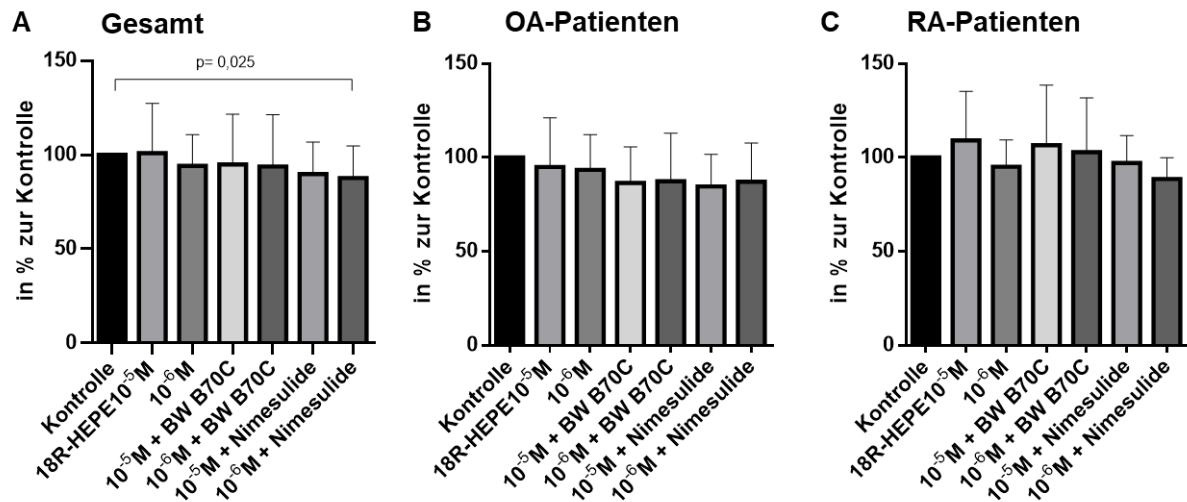 A Gesamt
150
100
50
0
in % zur Kontrolle
p= 0,025
Kontrolle
18R-HEPE10⁻⁵M
10⁻⁶M
10⁻⁵M + BW B70C
10⁻⁶M + BW B70C
10⁻⁵M + Nimesulide
10⁻⁶M + Nimesulide
B OA-Patienten
150
100
50
0
in % zur Kontrolle
Kontrolle
18R-HEPE10⁻⁵M
10⁻⁶M
10⁻⁵M + BW B70C
10⁻⁶M + BW B70C
10⁻⁵M + Nimesulide
10⁻⁶M + Nimesulide
C RA-Patienten
150
100
50
0
in % zur Kontrolle
Kontrolle
18R-HEPE10⁻⁵M
10⁻⁶M
10⁻⁵M + BW B70C
10⁻⁶M + BW B70C
10⁻⁵M + Nimesulide
10⁻⁶M + Nimesulide